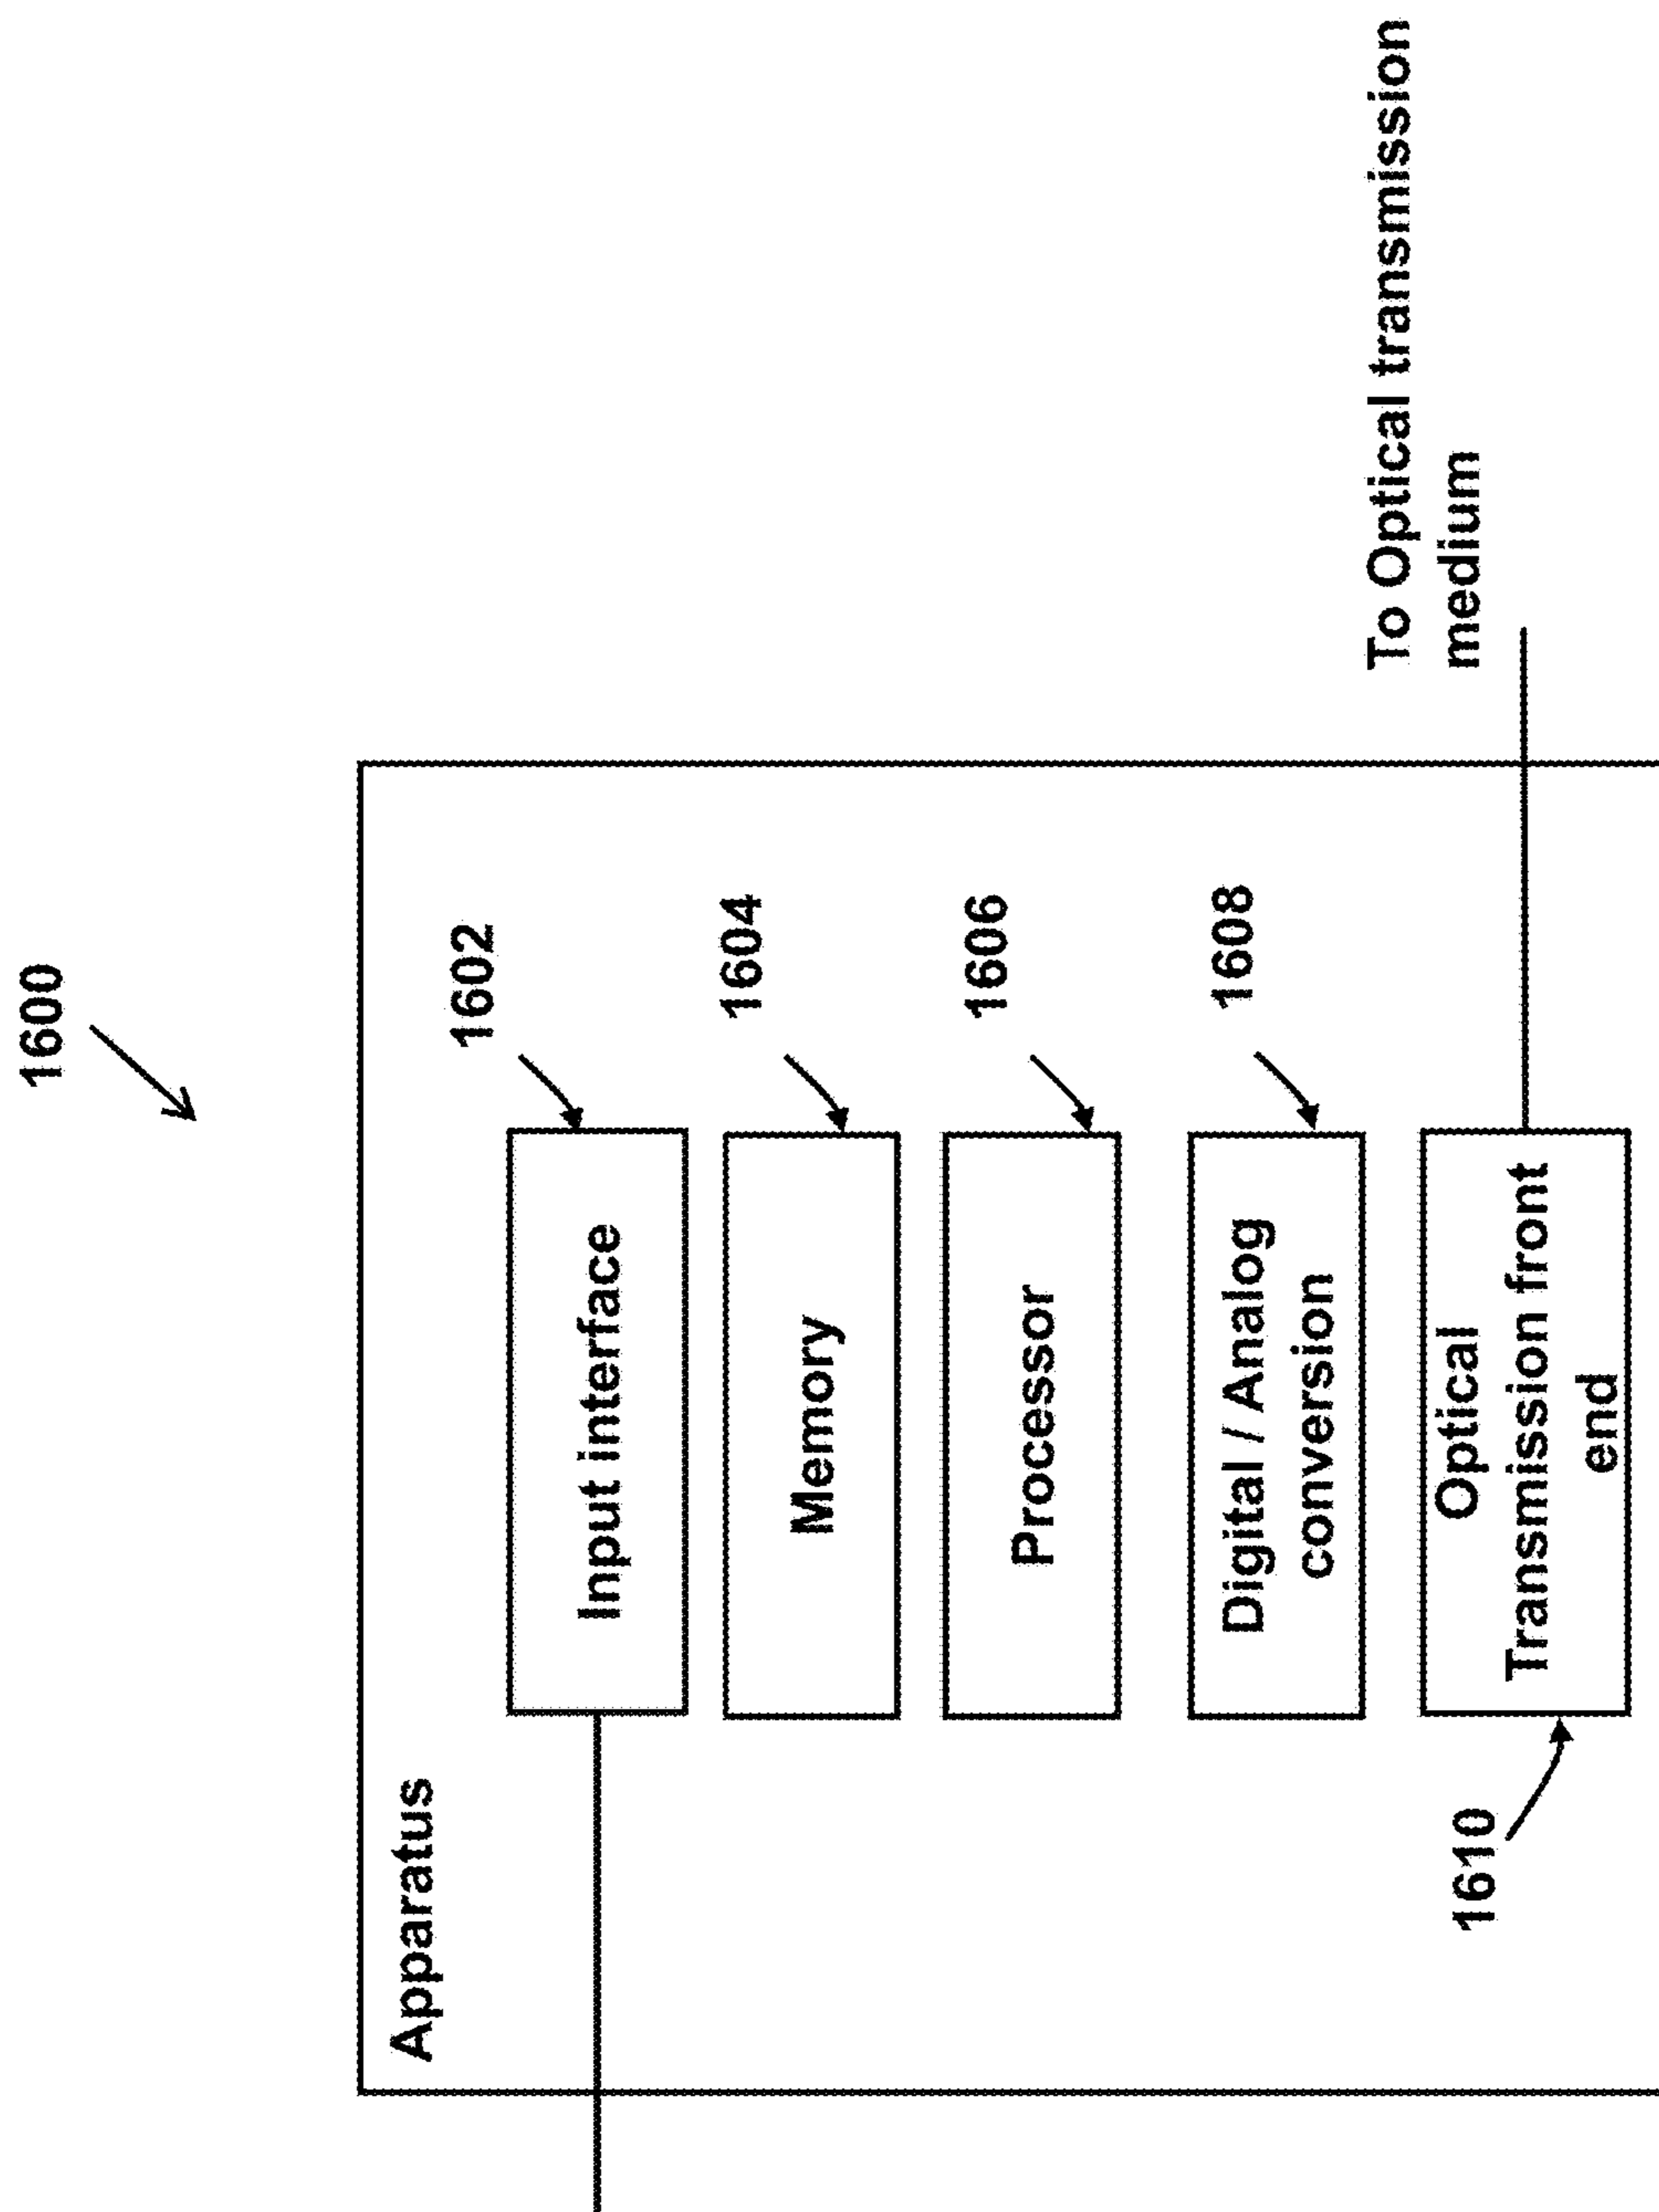 1600
Apparatus
Input interface
1602
Memory
1604
Processor
1606
Digital / Analog
conversion
1608
Optical
Transmission front
end
1610
To Optical transmission
medium